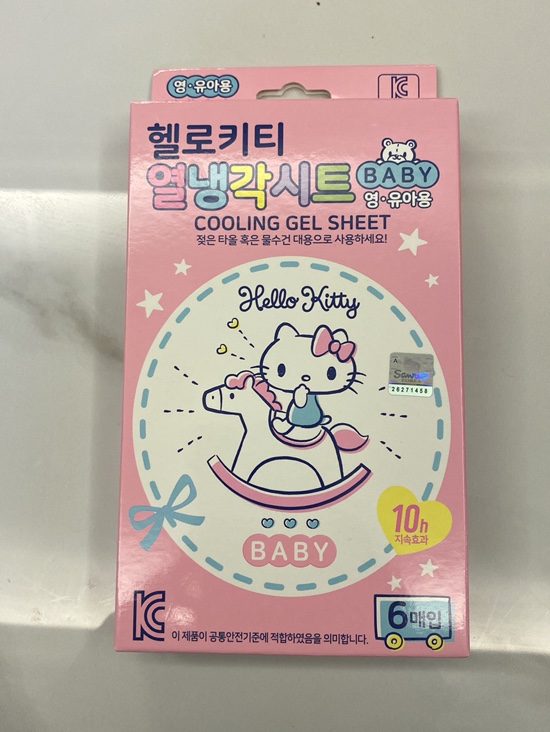 영·유아용
KC
헬로키티
열냉각시트
BABY
영·유아용
COOLING GEL SHEET
젖은 타올 혹은 물수건 대용으로 사용하세요!
Hello Kitty
Sanrio
26271458
10h
지속효과
BABY
KC
이 제품이 공통안전기준에 적합하였음을 의미합니다.
6매입